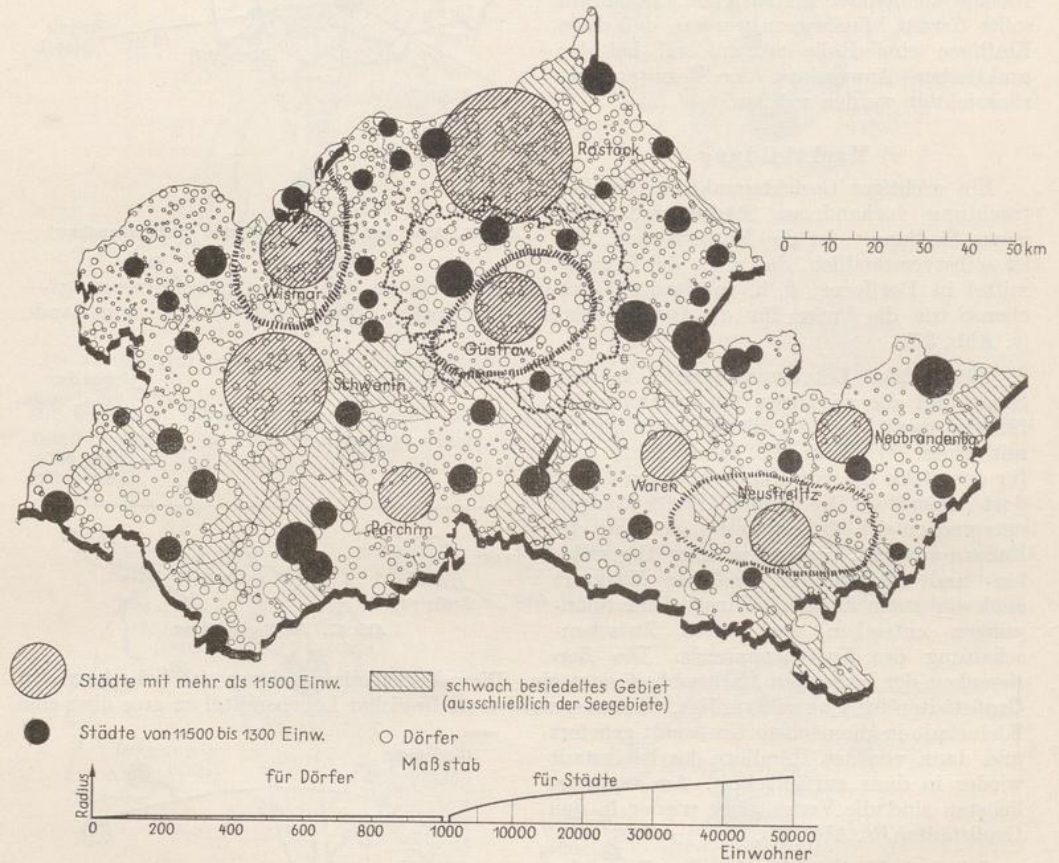 Rostock
0 10 20 30 40 50 km
Wismar
Güstrow
Schwerin
Neubrandenbg.
Waren
Neustrelitz
Parchim
Städte mit mehr als 11500 Einw.
schwach besiedeltes Gebiet
(ausschließlich der Seegebiete)
Städte von 11500 bis 1300 Einw.
Dörfer
Maßstab
für Dörfer
für Städte
Radius
0 200 400 600 800 1000 10000 20000 30000 40000 50000
Einwohner